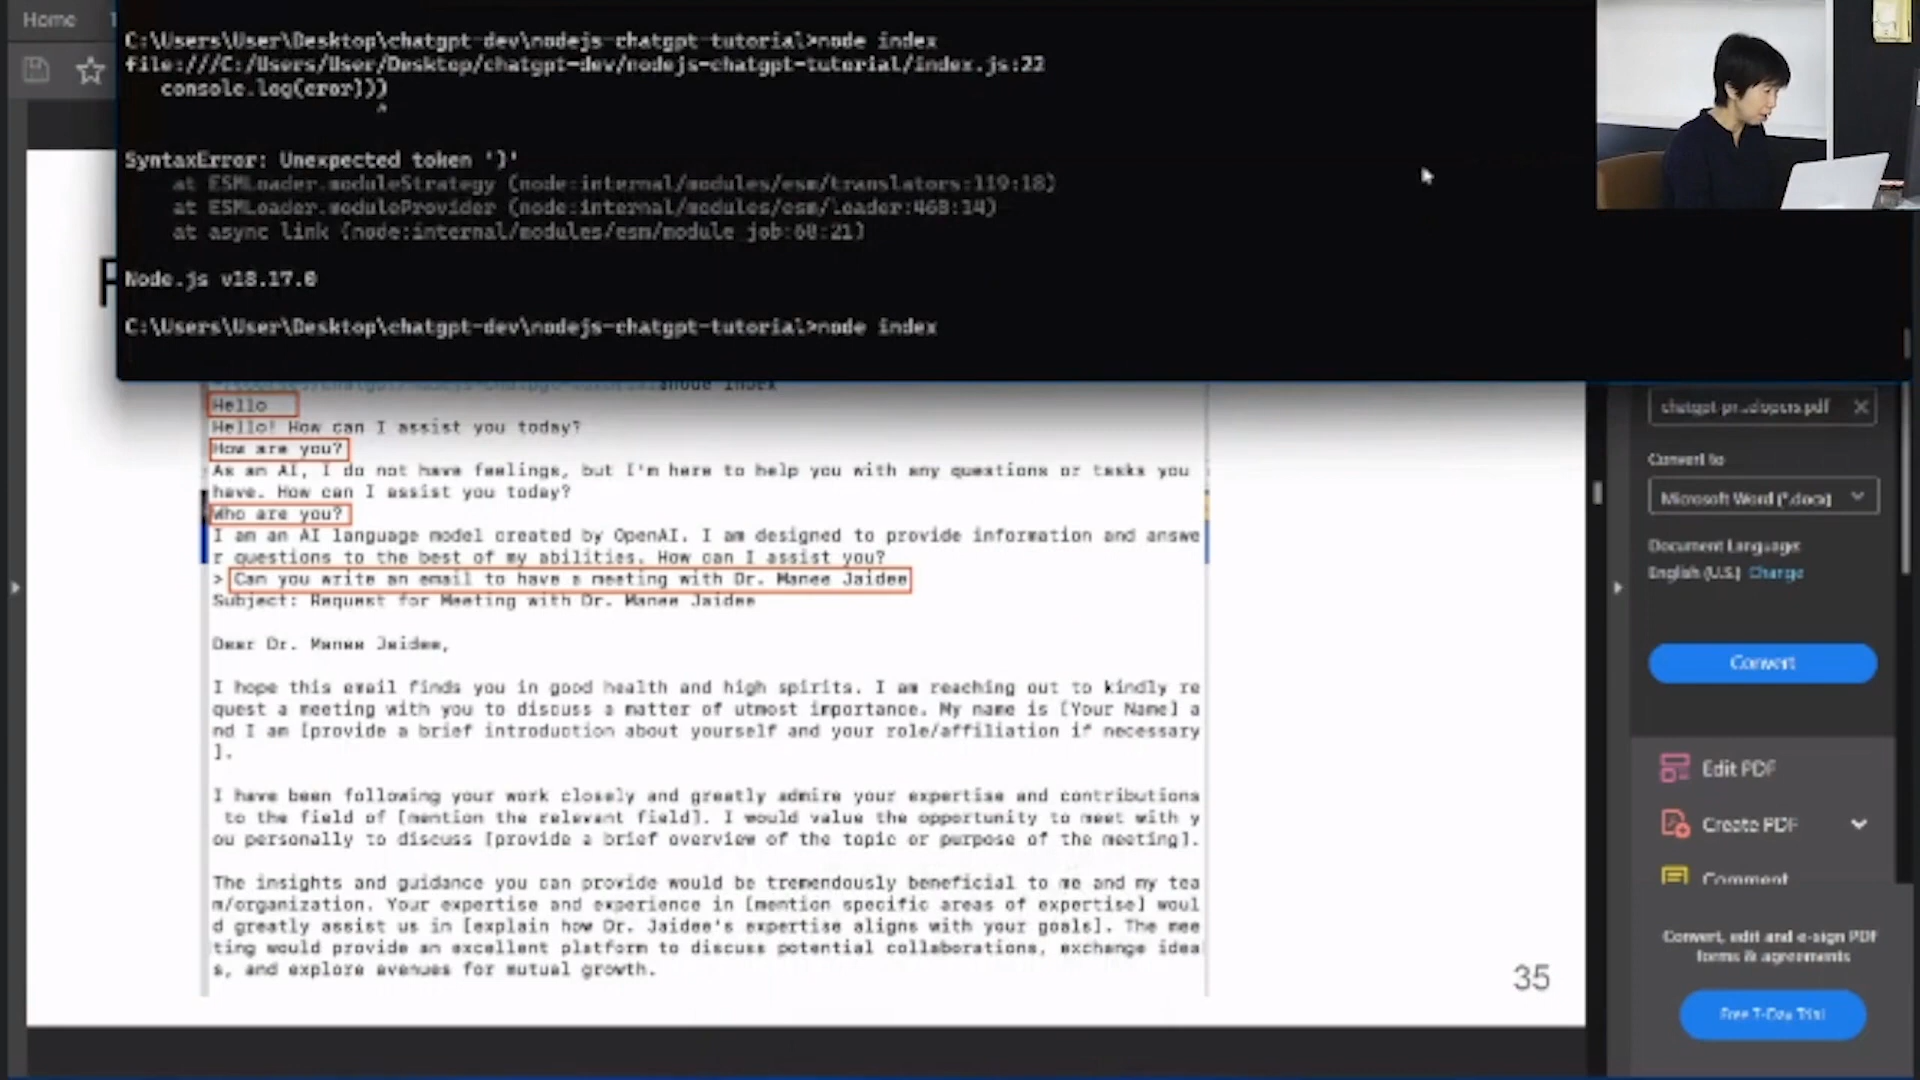 Home
C:\Users\User\Desktop\chatgpt-dev\nodejs-chatgpt-tutorial>node index
file:///C:/Users/User/Desktop/chatgpt-dev/nodejs-chatgpt-tutorial/index.js:22
console.log(eror)))
^
SyntaxError: Unexpected token ')'
at ESMLoader.moduleStrategy (node:internal/modules/esm/translators:119:18)
at ESMLoader.moduleProvider (node:internal/modules/esm/loader:468:14)
at async link (node:internal/modules/esm/module_job:68:21)
Node.js v18.17.0
C:\Users\User\Desktop\chatgpt-dev\nodejs-chatgpt-tutorial>node index
Hello
Hello! How can I assist you today?
How are you?
As an AI, I do not have feelings, but I'm here to help you with any questions or tasks you
have. How can I assist you today?
Who are you?
I am an AI language model created by OpenAI. I am designed to provide information and answe
r questions to the best of my abilities. How can I assist you?
> Can you write an email to have a meeting with Dr. Manee Jaidee
Subject: Request for Meeting with Dr. Manee Jaidee
Dear Dr. Manee Jaidee,
I hope this email finds you in good health and high spirits. I am reaching out to kindly re
quest a meeting with you to discuss a matter of utmost importance. My name is [Your Name] a
nd I am [provide a brief introduction about yourself and your role/affiliation if necessary
].
I have been following your work closely and greatly admire your expertise and contributions
to the field of [mention the relevant field]. I would value the opportunity to meet with y
ou personally to discuss [provide a brief overview of the topic or purpose of the meeting].
The insights and guidance you can provide would be tremendously beneficial to me and my tea
m/organization. Your expertise and experience in [mention specific areas of expertise] woul
d greatly assist us in [explain how Dr. Jaidee's expertise aligns with your goals]. The mee
ting would provide an excellent platform to discuss potential collaborations, exchange idea
s, and explore avenues for mutual growth.
35
chatgpt-pr...elopers.pdf
Convert to
Microsoft Word (*.docx)
Document Language:
English (U.S.) Change
Convert
Edit PDF
Create PDF
Comment
Convert, edit and e-sign PDF
forms & agreements
Free 7-Day Trial